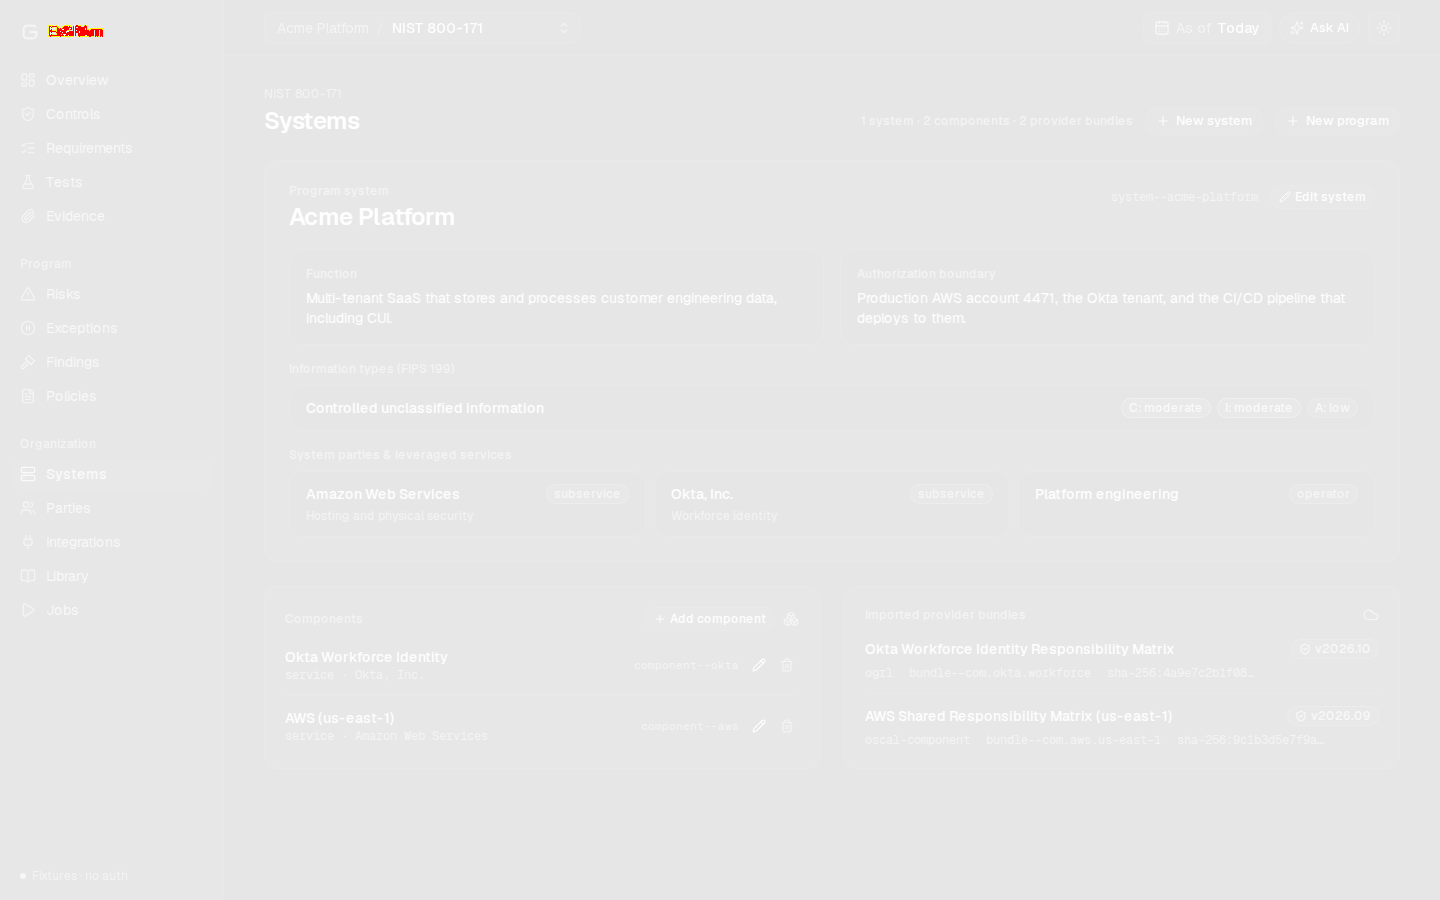 G
Acme Platform / NIST 800-171
As of Today
Ask AI
Overview
Controls
Requirements
Tests
Evidence
Program
Risks
Exceptions
Findings
Policies
Organization
Systems
Parties
Integrations
Library
Jobs
Fixtures · no auth
NIST 800-171
Systems
1 system · 2 components · 2 provider bundles
New system
New program
Program system
Acme Platform
system--acme-platform
Edit system
Function
Multi-tenant SaaS that stores and processes customer engineering data,
including CUI.
Authorization boundary
Production AWS account 4471, the Okta tenant, and the CI/CD pipeline that
deploys to them.
Information types (FIPS 199)
Controlled unclassified information
C: moderate
I: moderate
A: low
System parties & leveraged services
Amazon Web Services
subservice
Hosting and physical security
Okta, Inc.
subservice
Workforce identity
Platform engineering
operator
Components
Add component
Okta Workforce Identity
service · Okta, Inc.
component--okta
AWS (us-east-1)
service · Amazon Web Services
component--aws
Imported provider bundles
Okta Workforce Identity Responsibility Matrix
v2026.10
bundle--com.okta.workforce
AWS Shared Responsibility Matrix (us-east-1)
v2026.09
oscal-component bundle--com.aws.us-east-1 sha-256:9c1b3d5e7f9a…